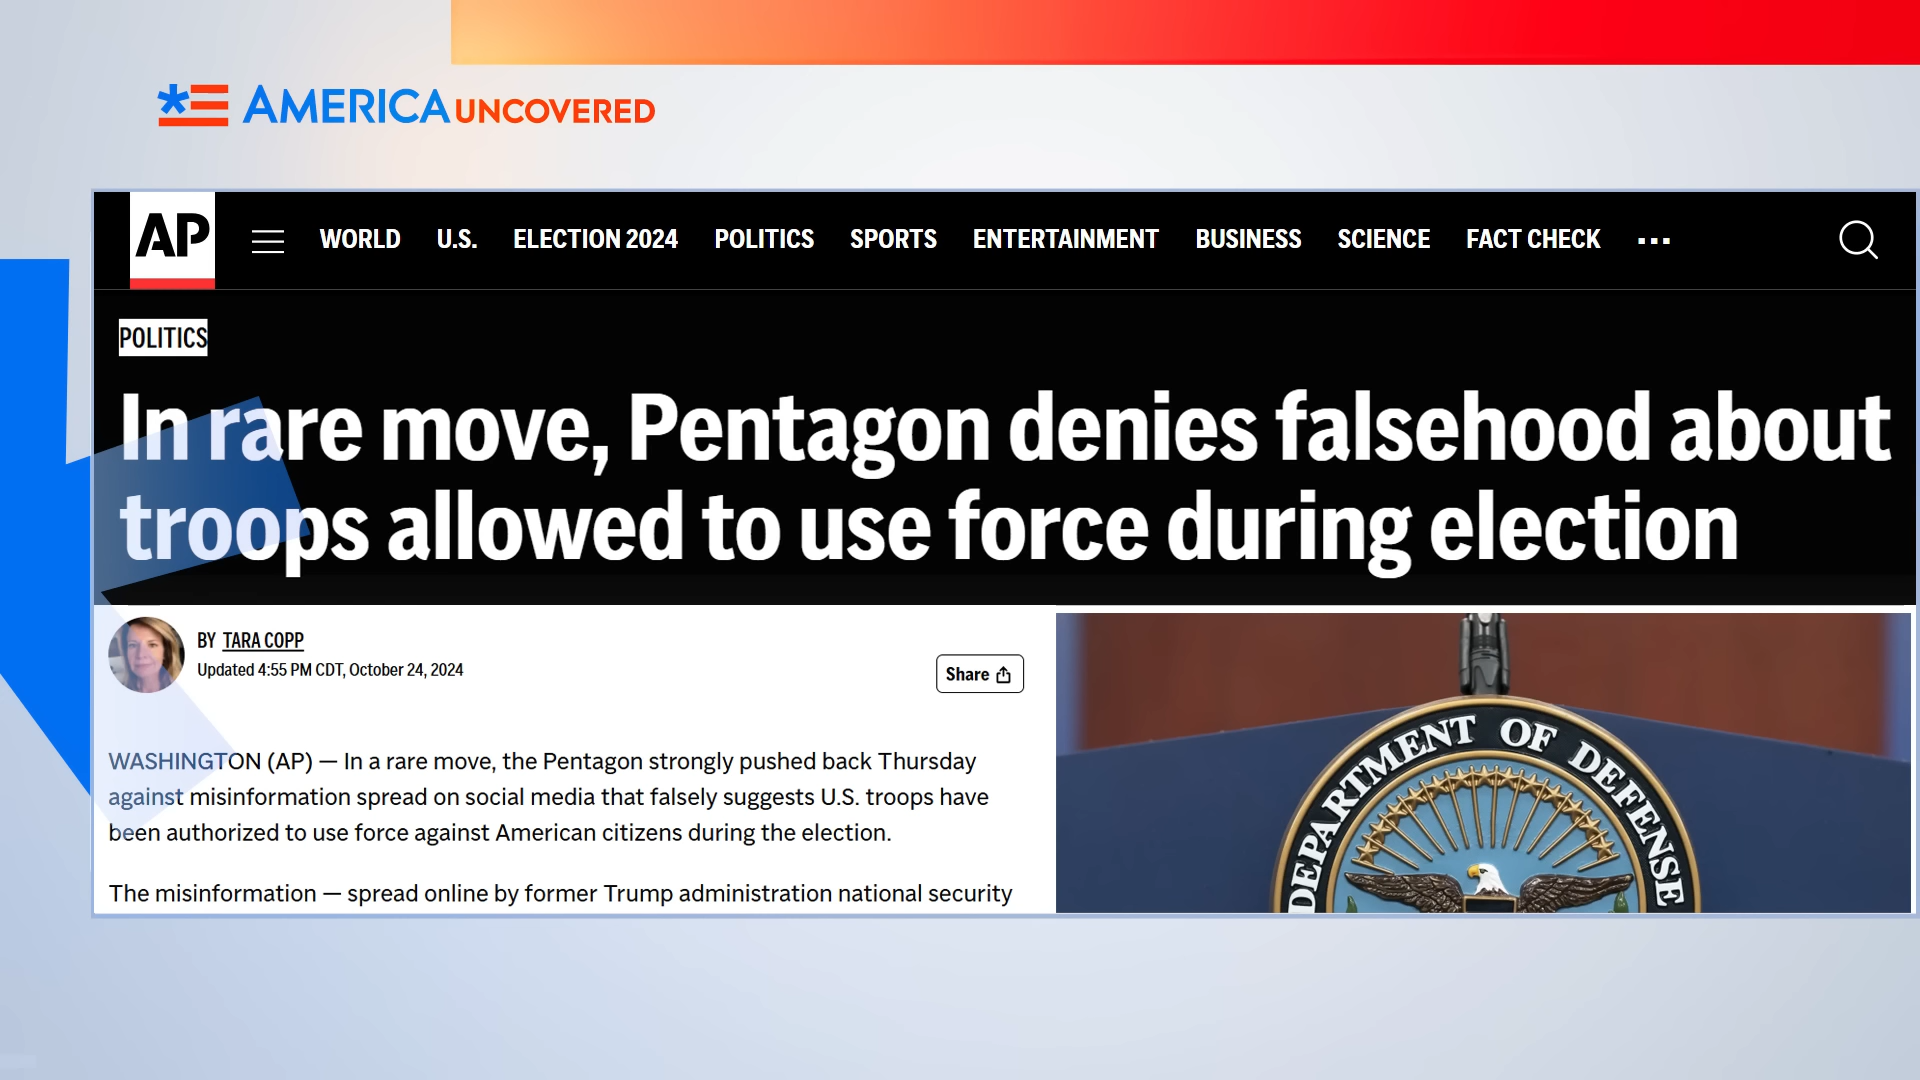 AMERICA UNCOVERED
AP WORLD U.S. ELECTION 2024 POLITICS SPORTS ENTERTAINMENT BUSINESS SCIENCE FACT CHECK ...
POLITICS
In rare move, Pentagon denies falsehood about
troops allowed to use force during election
BY TARA COPP
Updated 4:55 PM CDT, October 24, 2024
Share
WASHINGTON (AP) — In a rare move, the Pentagon strongly pushed back Thursday
against misinformation spread on social media that falsely suggests U.S. troops have
been authorized to use force against American citizens during the election.
The misinformation — spread online by former Trump administration national security
DEPARTMENT OF DEFENSE